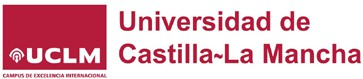 UCLM
CAMPUS DE EXCELENCIA INTERNACIONAL
Universidad de
Castilla~La Mancha